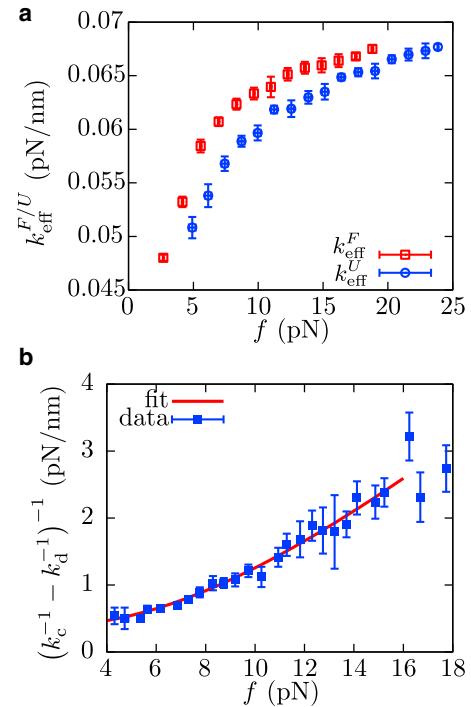 a
k_eff^{F/U} (pN/nm)
0.07
0.065
0.06
0.055
0.05
0.045
k_eff^F
k_eff^U
0 5 10 15 20 25
f (pN)
b
(k_c^{-1} − k_d^{-1})^{-1} (pN/nm)
4
3
2
1
0
fit
data
4 6 8 10 12 14 16 18
f (pN)